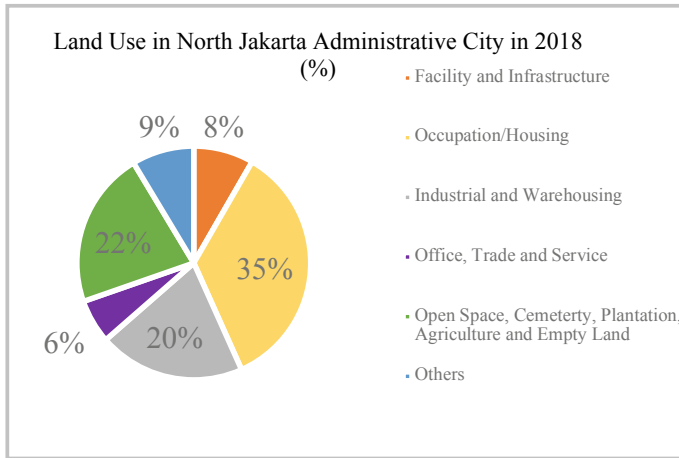 Land Use in North Jakarta Administrative City in 2018
(%)
Facility and Infrastructure
Occupation/Housing
Industrial and Warehousing
Office, Trade and Service
Open Space, Cemeterty, Plantation,
Agriculture and Empty Land
Others
9%
8%
22%
35%
6%
20%